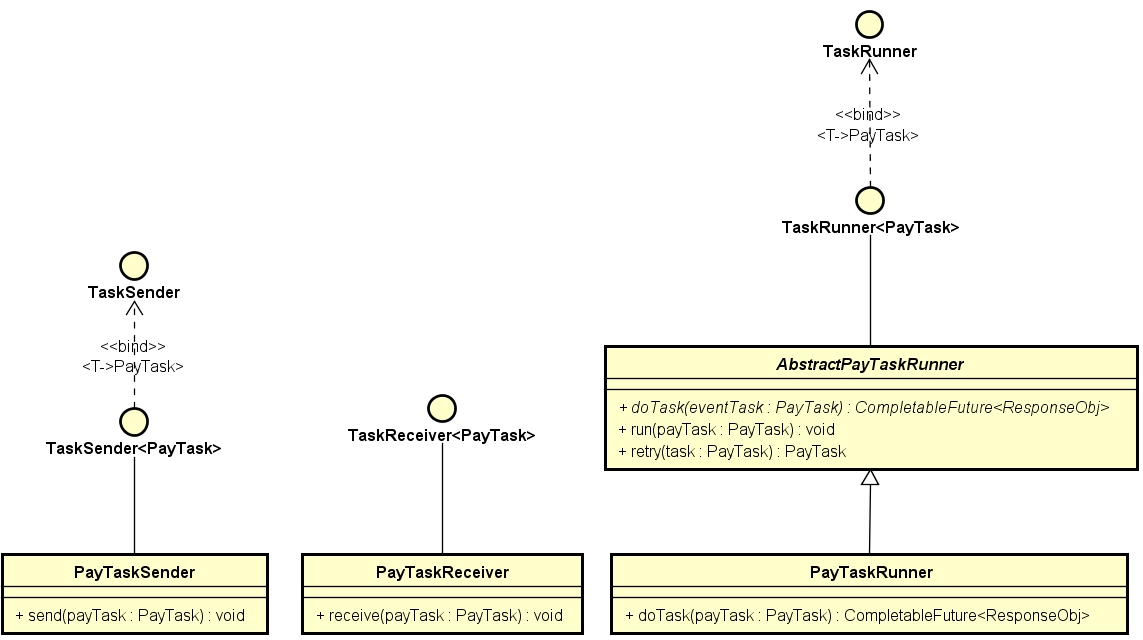 TaskRunner
<<bind>>
<T->PayTask>
TaskRunner<PayTask>
TaskSender
<<bind>>
<T->PayTask>
TaskSender<PayTask>
TaskReceiver<PayTask>
AbstractPayTaskRunner
+ doTask(eventTask : PayTask) : CompletableFuture<ResponseObj>
+ run(payTask : PayTask) : void
+ retry(task : PayTask) : PayTask
PayTaskSender
+ send(payTask : PayTask) : void
PayTaskReceiver
+ receive(payTask : PayTask) : void
PayTaskRunner
+ doTask(payTask : PayTask) : CompletableFuture<ResponseObj>